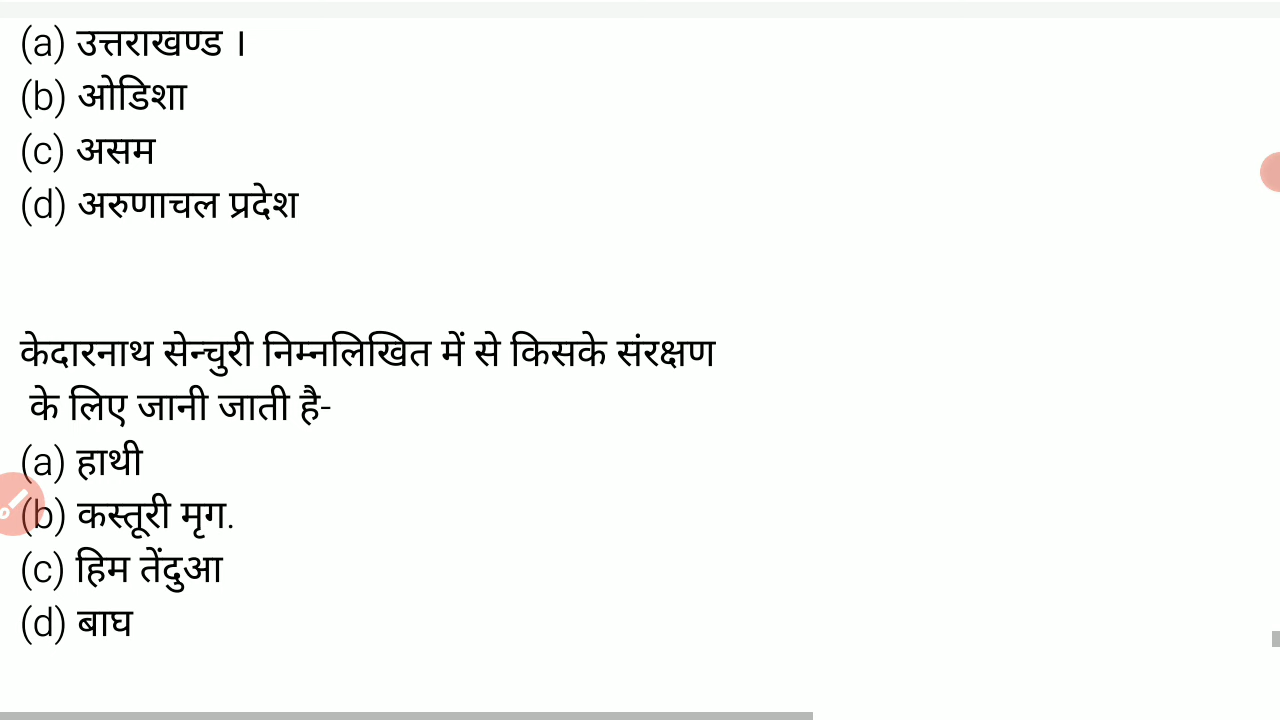 (a) उत्तराखण्ड ।
(b) ओडिशा
(c) असम
(d) अरुणाचल प्रदेश
केदारनाथ सेन्चुरी निम्नलिखित में से किसके संरक्षण
के लिए जानी जाती है-
(a) हाथी
(b) कस्तूरी मृग.
(c) हिम तेंदुआ
(d) बाघ